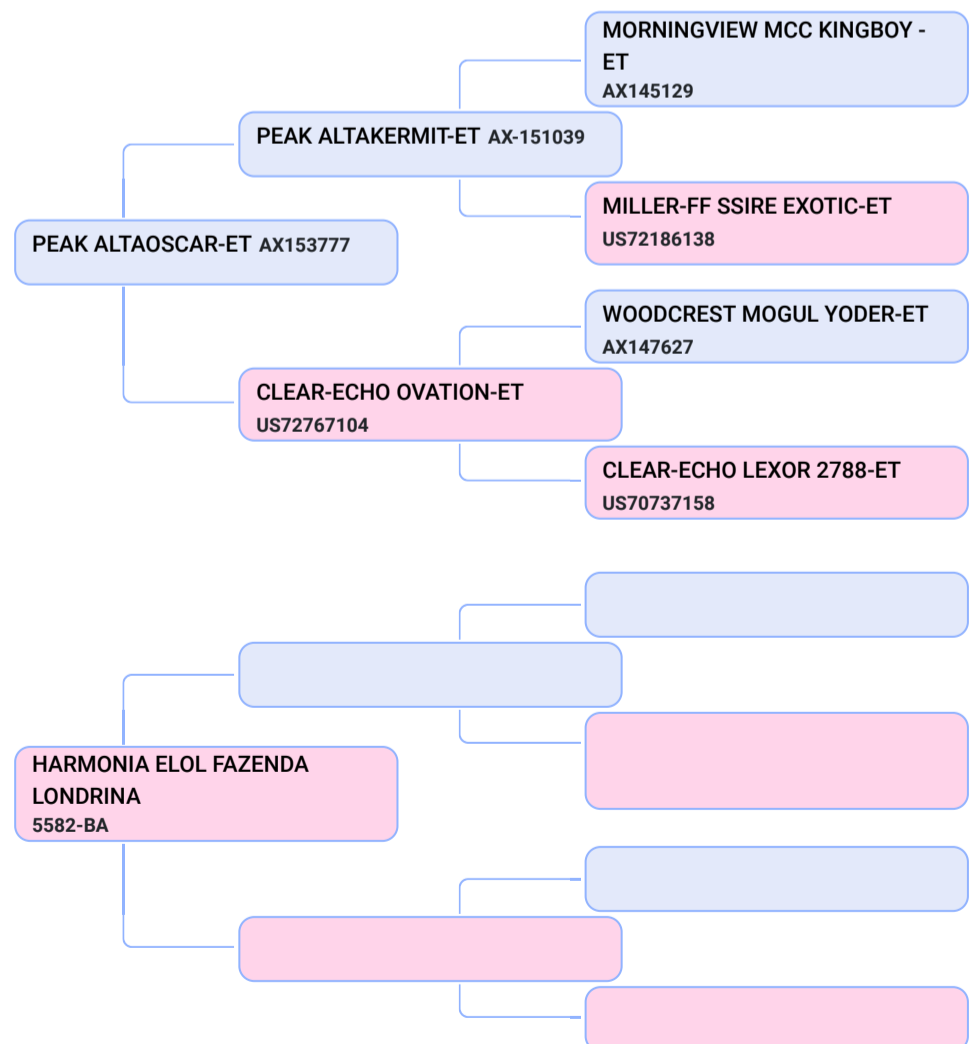 MORNINGVIEW MCC KINGBOY -
ET
AX145129
PEAK ALTAKERMIT-ET AX-151039
MILLER-FF SSIRE EXOTIC-ET
US72186138
PEAK ALTAOSCAR-ET AX153777
WOODCREST MOGUL YODER-ET
AX147627
CLEAR-ECHO OVATION-ET
US72767104
CLEAR-ECHO LEXOR 2788-ET
US70737158
HARMONIA ELOL FAZENDA
LONDRINA
5582-BA